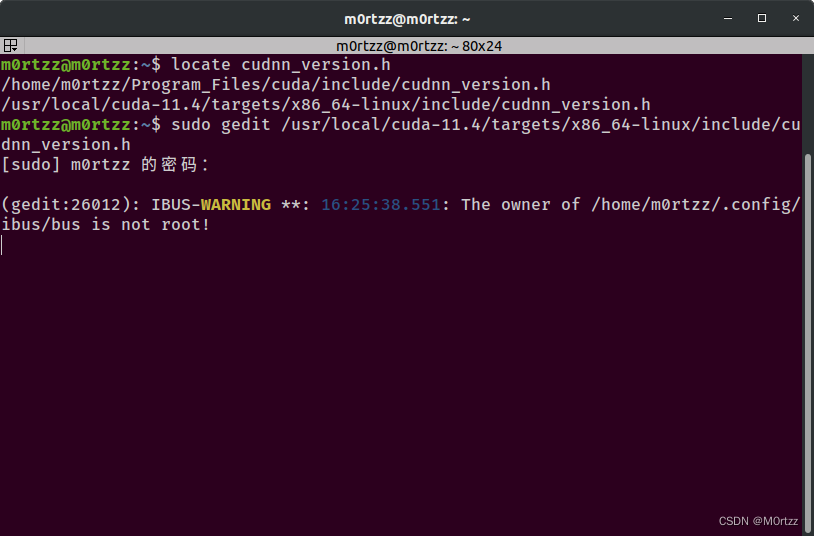 m0rtzz@m0rtzz: ~
m0rtzz@m0rtzz: ~ 80x24
m0rtzz@m0rtzz:~$ locate cudnn_version.h
/home/m0rtzz/Program_Files/cuda/include/cudnn_version.h
/usr/local/cuda-11.4/targets/x86_64-linux/include/cudnn_version.h
m0rtzz@m0rtzz:~$ sudo gedit /usr/local/cuda-11.4/targets/x86_64-linux/include/cu
dnn_version.h
[sudo] m0rtzz 的密码：
(gedit:26012): IBUS-WARNING **: 16:25:38.551: The owner of /home/m0rtzz/.config/
ibus/bus is not root!
CSDN @M0rtzz